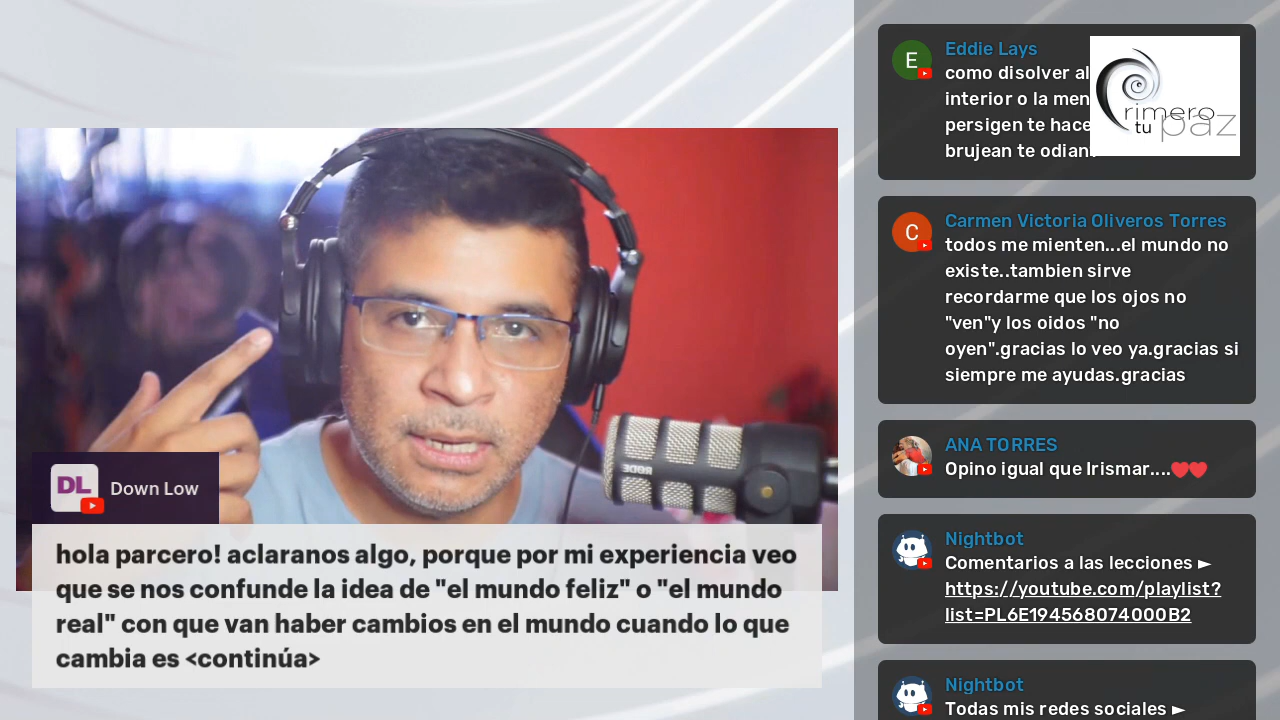 RODE
DL
Down Low
hola parcero! aclaranos algo, porque por mi experiencia veo
que se nos confunde la idea de "el mundo feliz" o "el mundo
real" con que van haber cambios en el mundo cuando lo que
cambia es <continúa>
E
Eddie Lays
como disolver al
interior o la men
persigen te hace
brujean te odian
rimero
tu paz
C
Carmen Victoria Oliveros Torres
todos me mienten...el mundo no
existe..tambien sirve
recordarme que los ojos no
"ven"y los oidos "no
oyen".gracias lo veo ya.gracias si
siempre me ayudas.gracias
ANA TORRES
Opino igual que Irismar....❤️❤️
Nightbot
Comentarios a las lecciones ►
https://youtube.com/playlist?
list=PL6E194568074000B2
Nightbot
Todas mis redes sociales ►